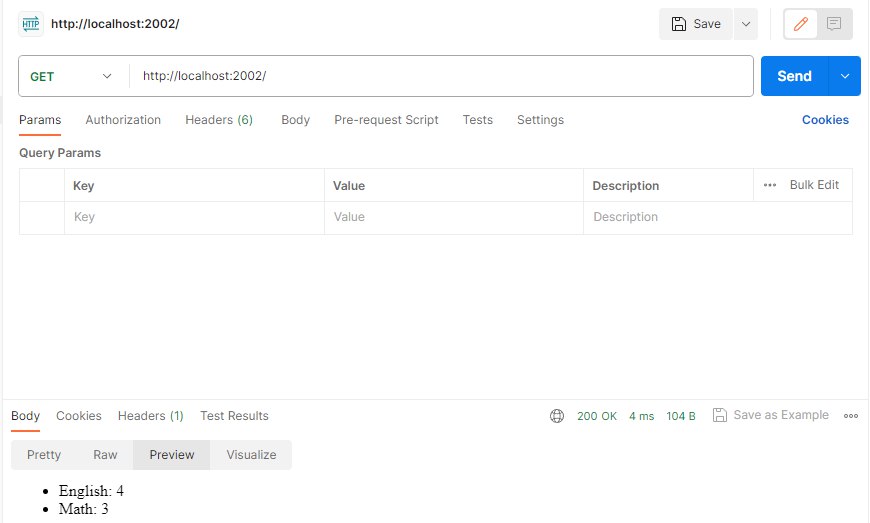 HTTP http://localhost:2002/ Save
GET http://localhost:2002/ Send
Params Authorization Headers (6) Body Pre-request Script Tests Settings Cookies
Query Params
Key Value Description ••• Bulk Edit
Key Value Description
Body Cookies Headers (1) Test Results 200 OK 4 ms 104 B Save as Example
Pretty Raw Preview Visualize
• English: 4
• Math: 3